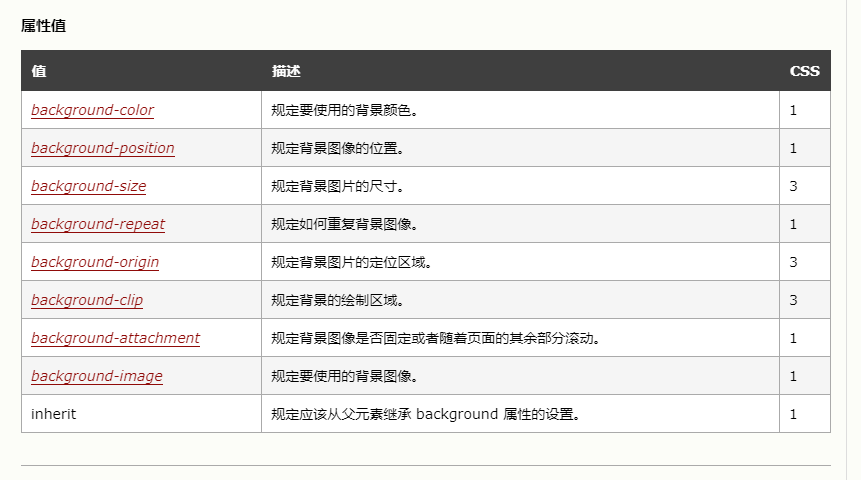 属性值
值 描述 CSS
background-color 规定要使用的背景颜色。 1
background-position 规定背景图像的位置。 1
background-size 规定背景图片的尺寸。 3
background-repeat 规定如何重复背景图像。 1
background-origin 规定背景图片的定位区域。 3
background-clip 规定背景的绘制区域。 3
background-attachment 规定背景图像是否固定或者随着页面的其余部分滚动。 1
background-image 规定要使用的背景图像。 1
inherit 规定应该从父元素继承 background 属性的设置。 1